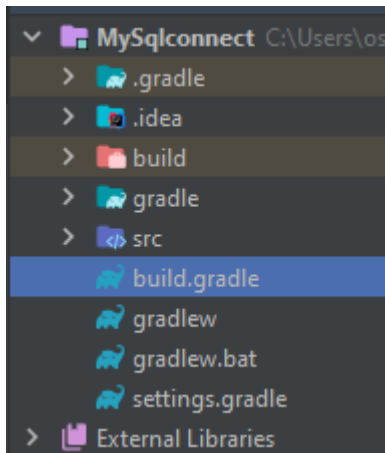 MySqlconnect C:\Users\os
.gradle
.idea
build
gradle
src
build.gradle
gradlew
gradlew.bat
settings.gradle
External Libraries